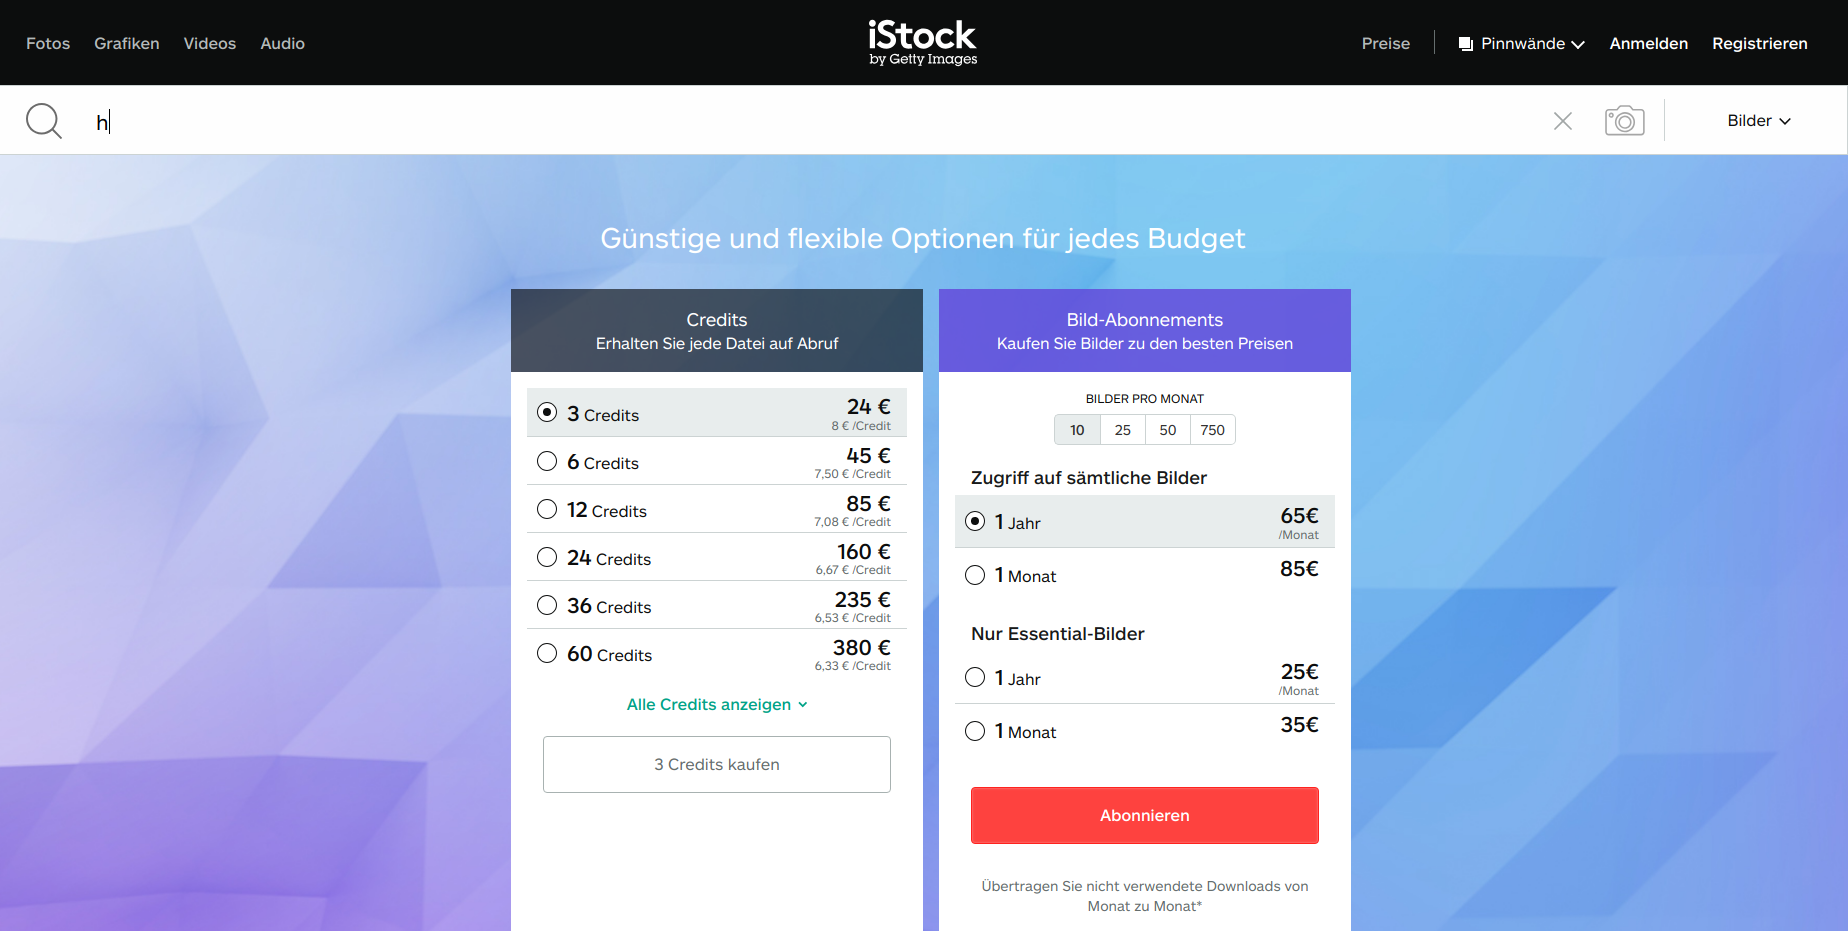 Fotos Grafiken Videos Audio
iStock
by Getty Images
Preise Pinnwände Anmelden Registrieren
h
Bilder
Günstige und flexible Optionen für jedes Budget
Credits
Erhalten Sie jede Datei auf Abruf
3 Credits 24 €
8 € /Credit
6 Credits 45 €
7,50 € /Credit
12 Credits 85 €
7,08 € /Credit
24 Credits 160 €
6,67 € /Credit
36 Credits 235 €
6,53 € /Credit
60 Credits 380 €
6,33 € /Credit
Alle Credits anzeigen
3 Credits kaufen
Bild-Abonnements
Kaufen Sie Bilder zu den besten Preisen
BILDER PRO MONAT
10 25 50 750
Zugriff auf sämtliche Bilder
1 Jahr 65€
/Monat
1 Monat 85€
Nur Essential-Bilder
1 Jahr 25€
/Monat
1 Monat 35€
Abonnieren
Übertragen Sie nicht verwendete Downloads von
Monat zu Monat*